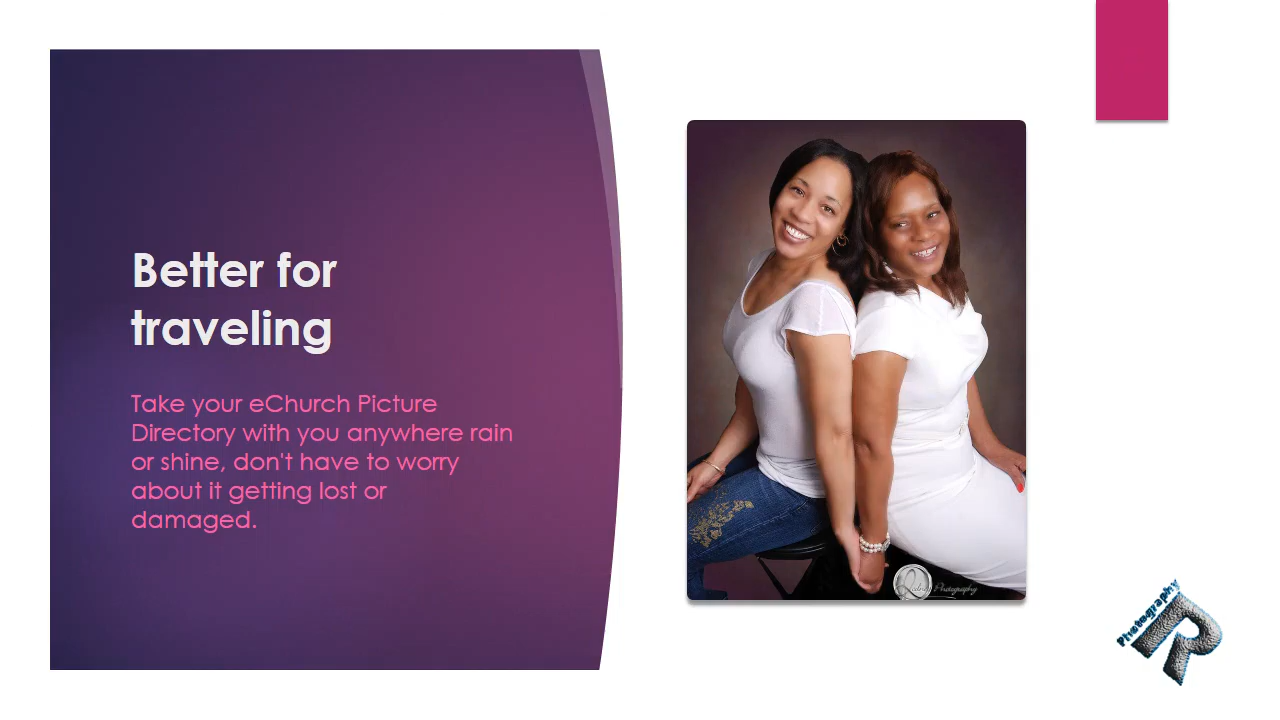 Better for
traveling
Take your eChurch Picture
Directory with you anywhere rain
or shine, don't have to worry
about it getting lost or
damaged.
Photography
Photography
R